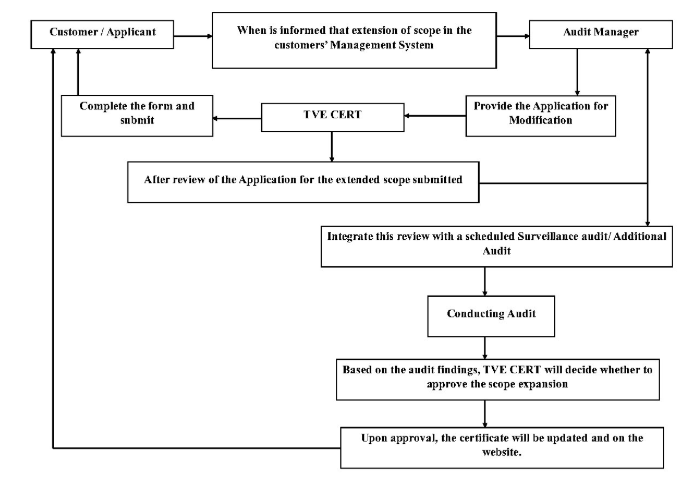 Customer / Applicant
When is informed that extension of scope in the
customers’ Management System
Audit Manager
Complete the form and
submit
TVE CERT
Provide the Application for
Modification
After review of the Application for the extended scope submitted
Integrate this review with a scheduled Surveillance audit/ Additional
Audit
Conducting Audit
Based on the audit findings, TVE CERT will decide whether to
approve the scope expansion
Upon approval, the certificate will be updated and on the
website.